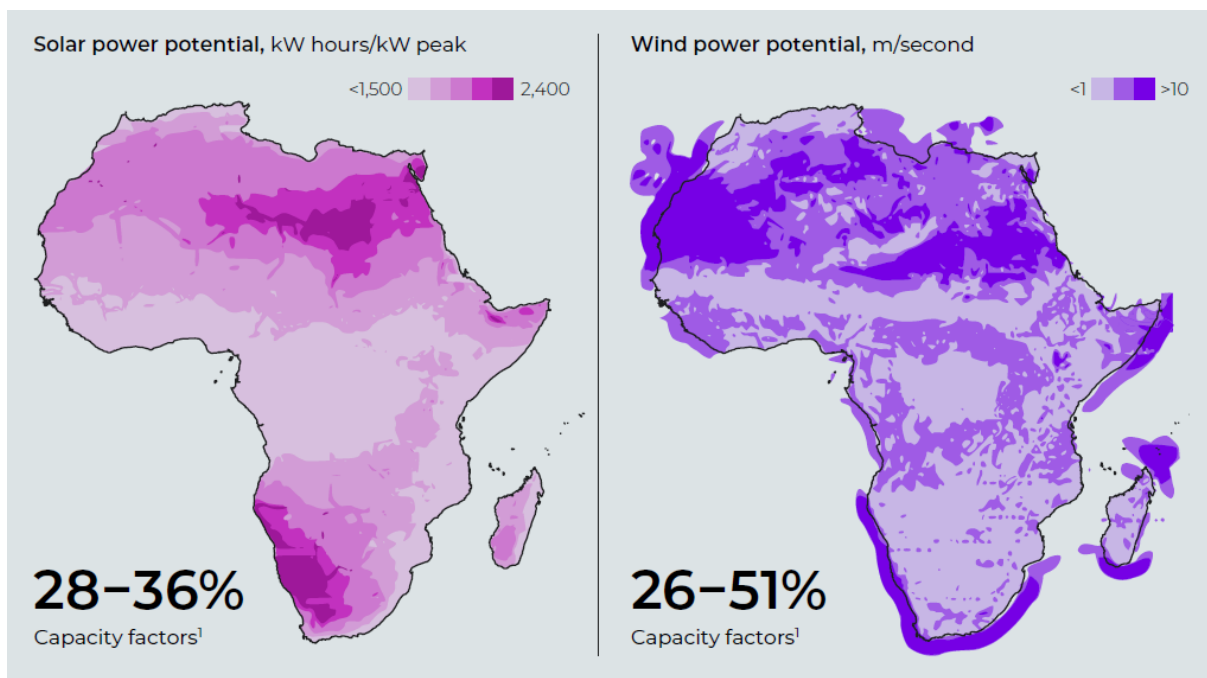 Solar power potential, kW hours/kW peak
<1,500 2,400
28–36%
Capacity factors¹
Wind power potential, m/second
<1 >10
26–51%
Capacity factors¹